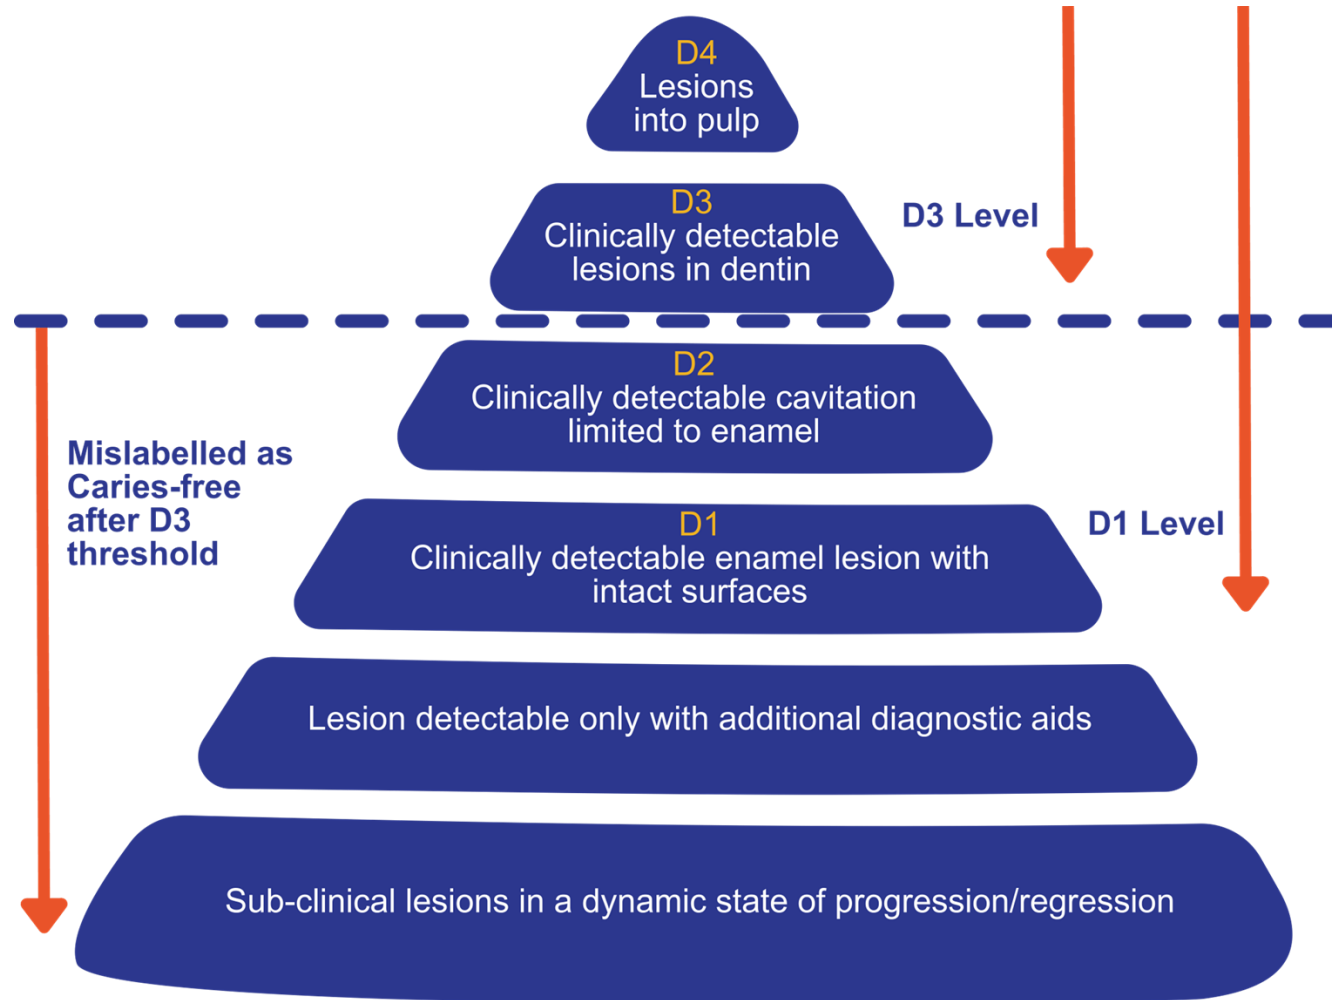 D4
Lesions
into pulp
D3
Clinically detectable
lesions in dentin
D3 Level
D2
Clinically detectable cavitation
limited to enamel
Mislabelled as
Caries-free
after D3
threshold
D1
Clinically detectable enamel lesion with
intact surfaces
D1 Level
Lesion detectable only with additional diagnostic aids
Sub-clinical lesions in a dynamic state of progression/regression